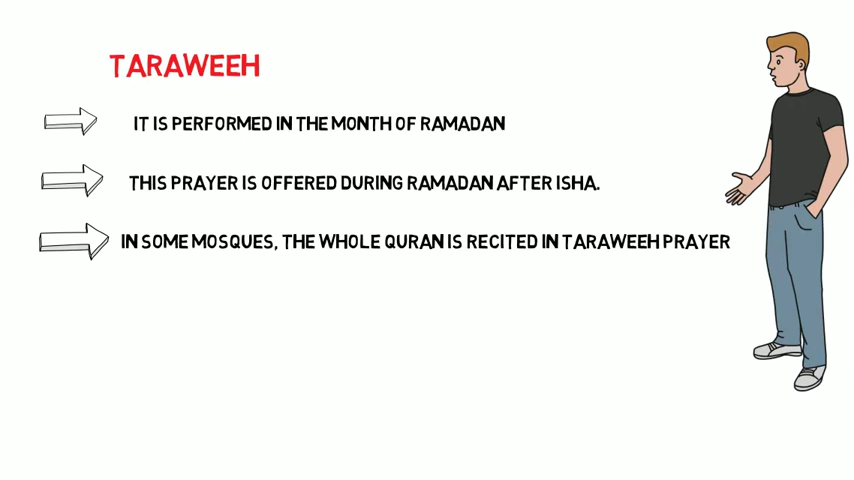 TARAWEEH
IT IS PERFORMED IN THE MONTH OF RAMADAN
THIS PRAYER IS OFFERED DURING RAMADAN AFTER ISHA.
IN SOME MOSQUES, THE WHOLE QURAN IS RECITED IN TARAWEEH PRAYER